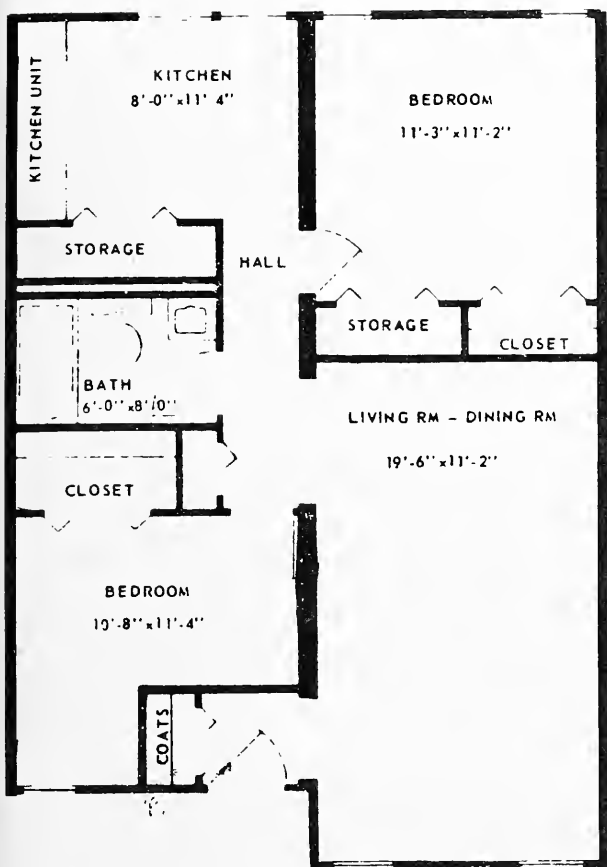 KITCHEN UNIT
KITCHEN
8'-0"x11' 4"
BEDROOM
11'-3"x11'-2"
STORAGE
HALL
STORAGE
CLOSET
BATH
6'-0"x8'/0"
LIVING RM - DINING RM
19'-6"x11'-2"
CLOSET
BEDROOM
10'-8"x11'-4"
COATS